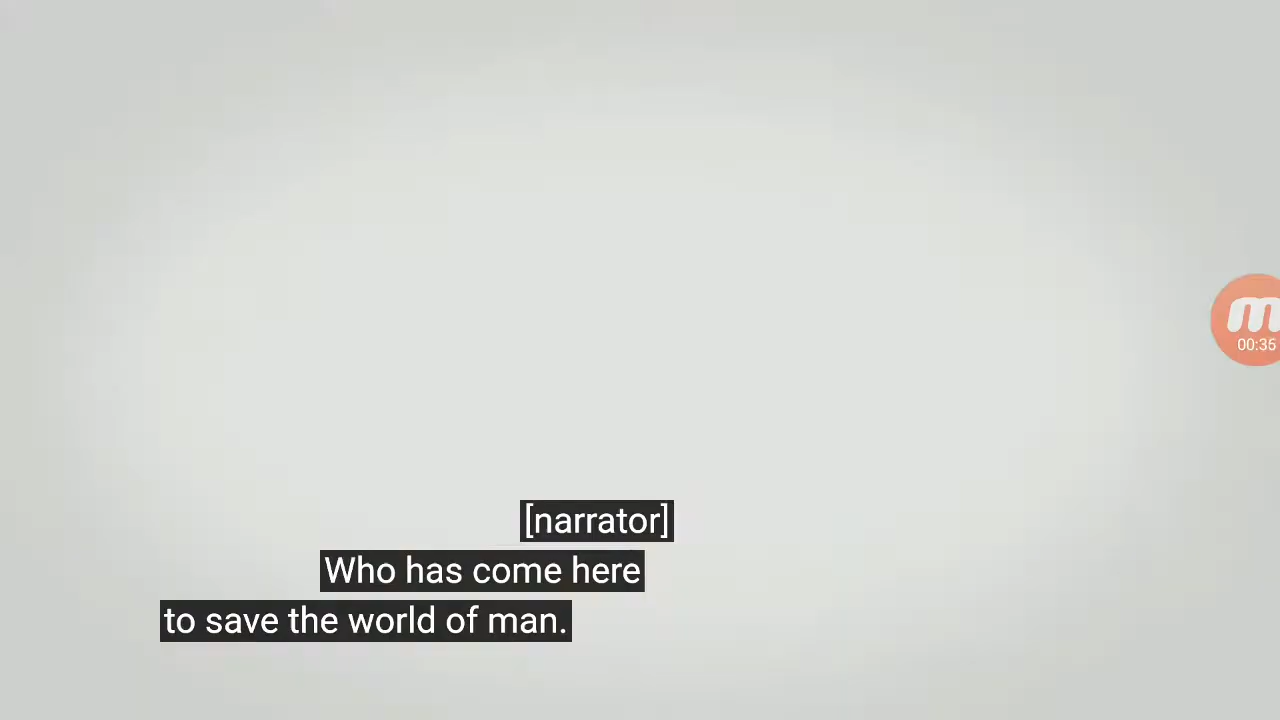 [narrator]
Who has come here
to save the world of man.
m
00:35